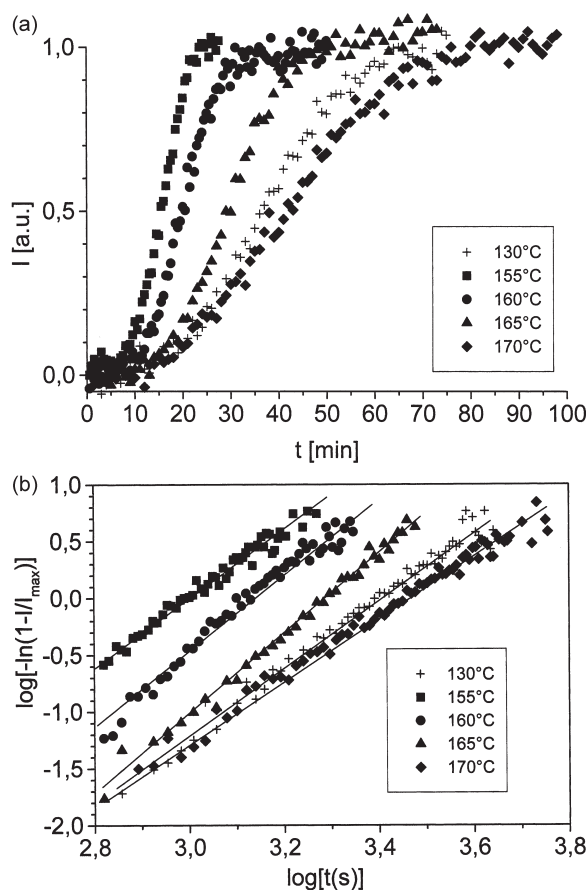 (a)
1,0
0,5
0,0
I [a.u.]
130°C
155°C
160°C
165°C
170°C
0 10 20 30 40 50 60 70 80 90 100
t [min]
(b)
1,0
0,5
0,0
-0,5
-1,0
-1,5
-2,0
log[-ln(1-I/Imax)]
130°C
155°C
160°C
165°C
170°C
2,8 3,0 3,2 3,4 3,6 3,8
log[t(s)]